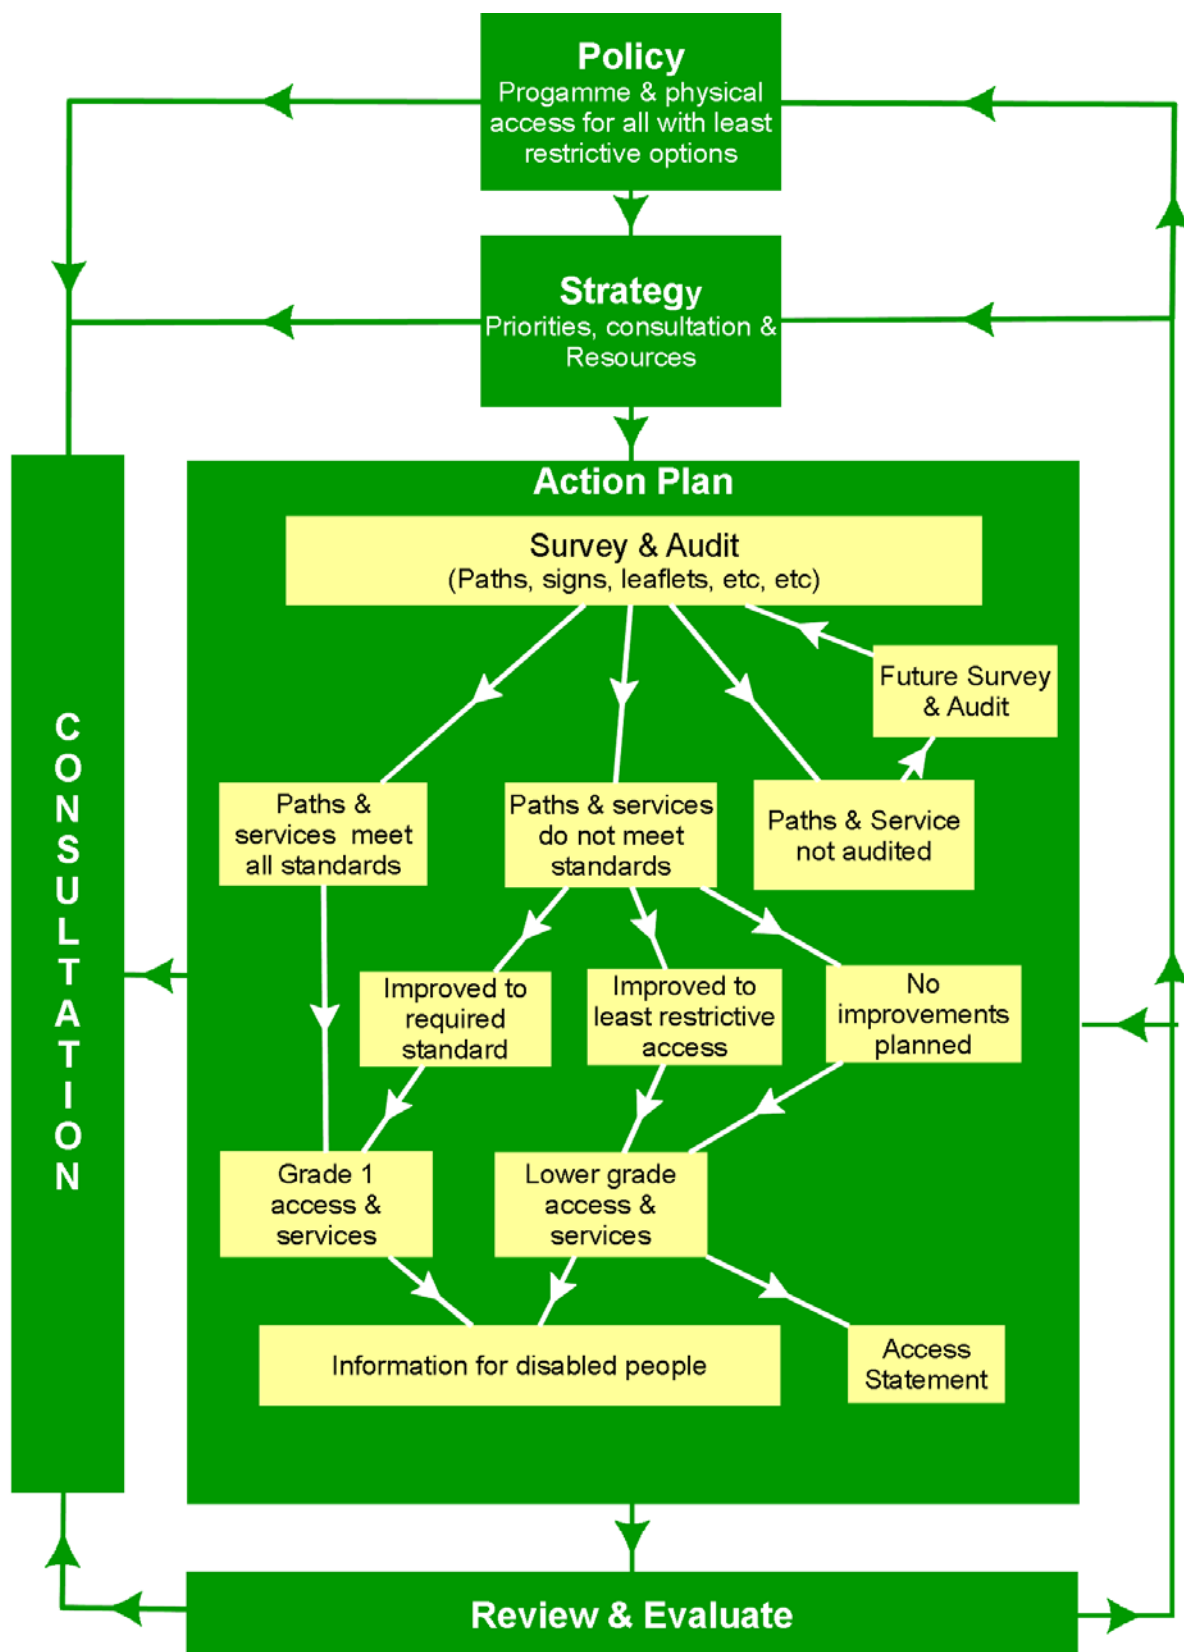 Policy
Progamme & physical
access for all with least
restrictive options
Strategy
Priorities, consultation &
Resources
CONSULTATION
Action Plan
Survey & Audit
(Paths, signs, leaflets, etc, etc)
Future Survey
& Audit
Paths &
services meet
all standards
Paths & services
do not meet
standards
Paths & Service
not audited
Improved to
required
standard
Improved to
least restrictive
access
No
improvements
planned
Grade 1
access &
services
Lower grade
access &
services
Information for disabled people
Access
Statement
Review & Evaluate